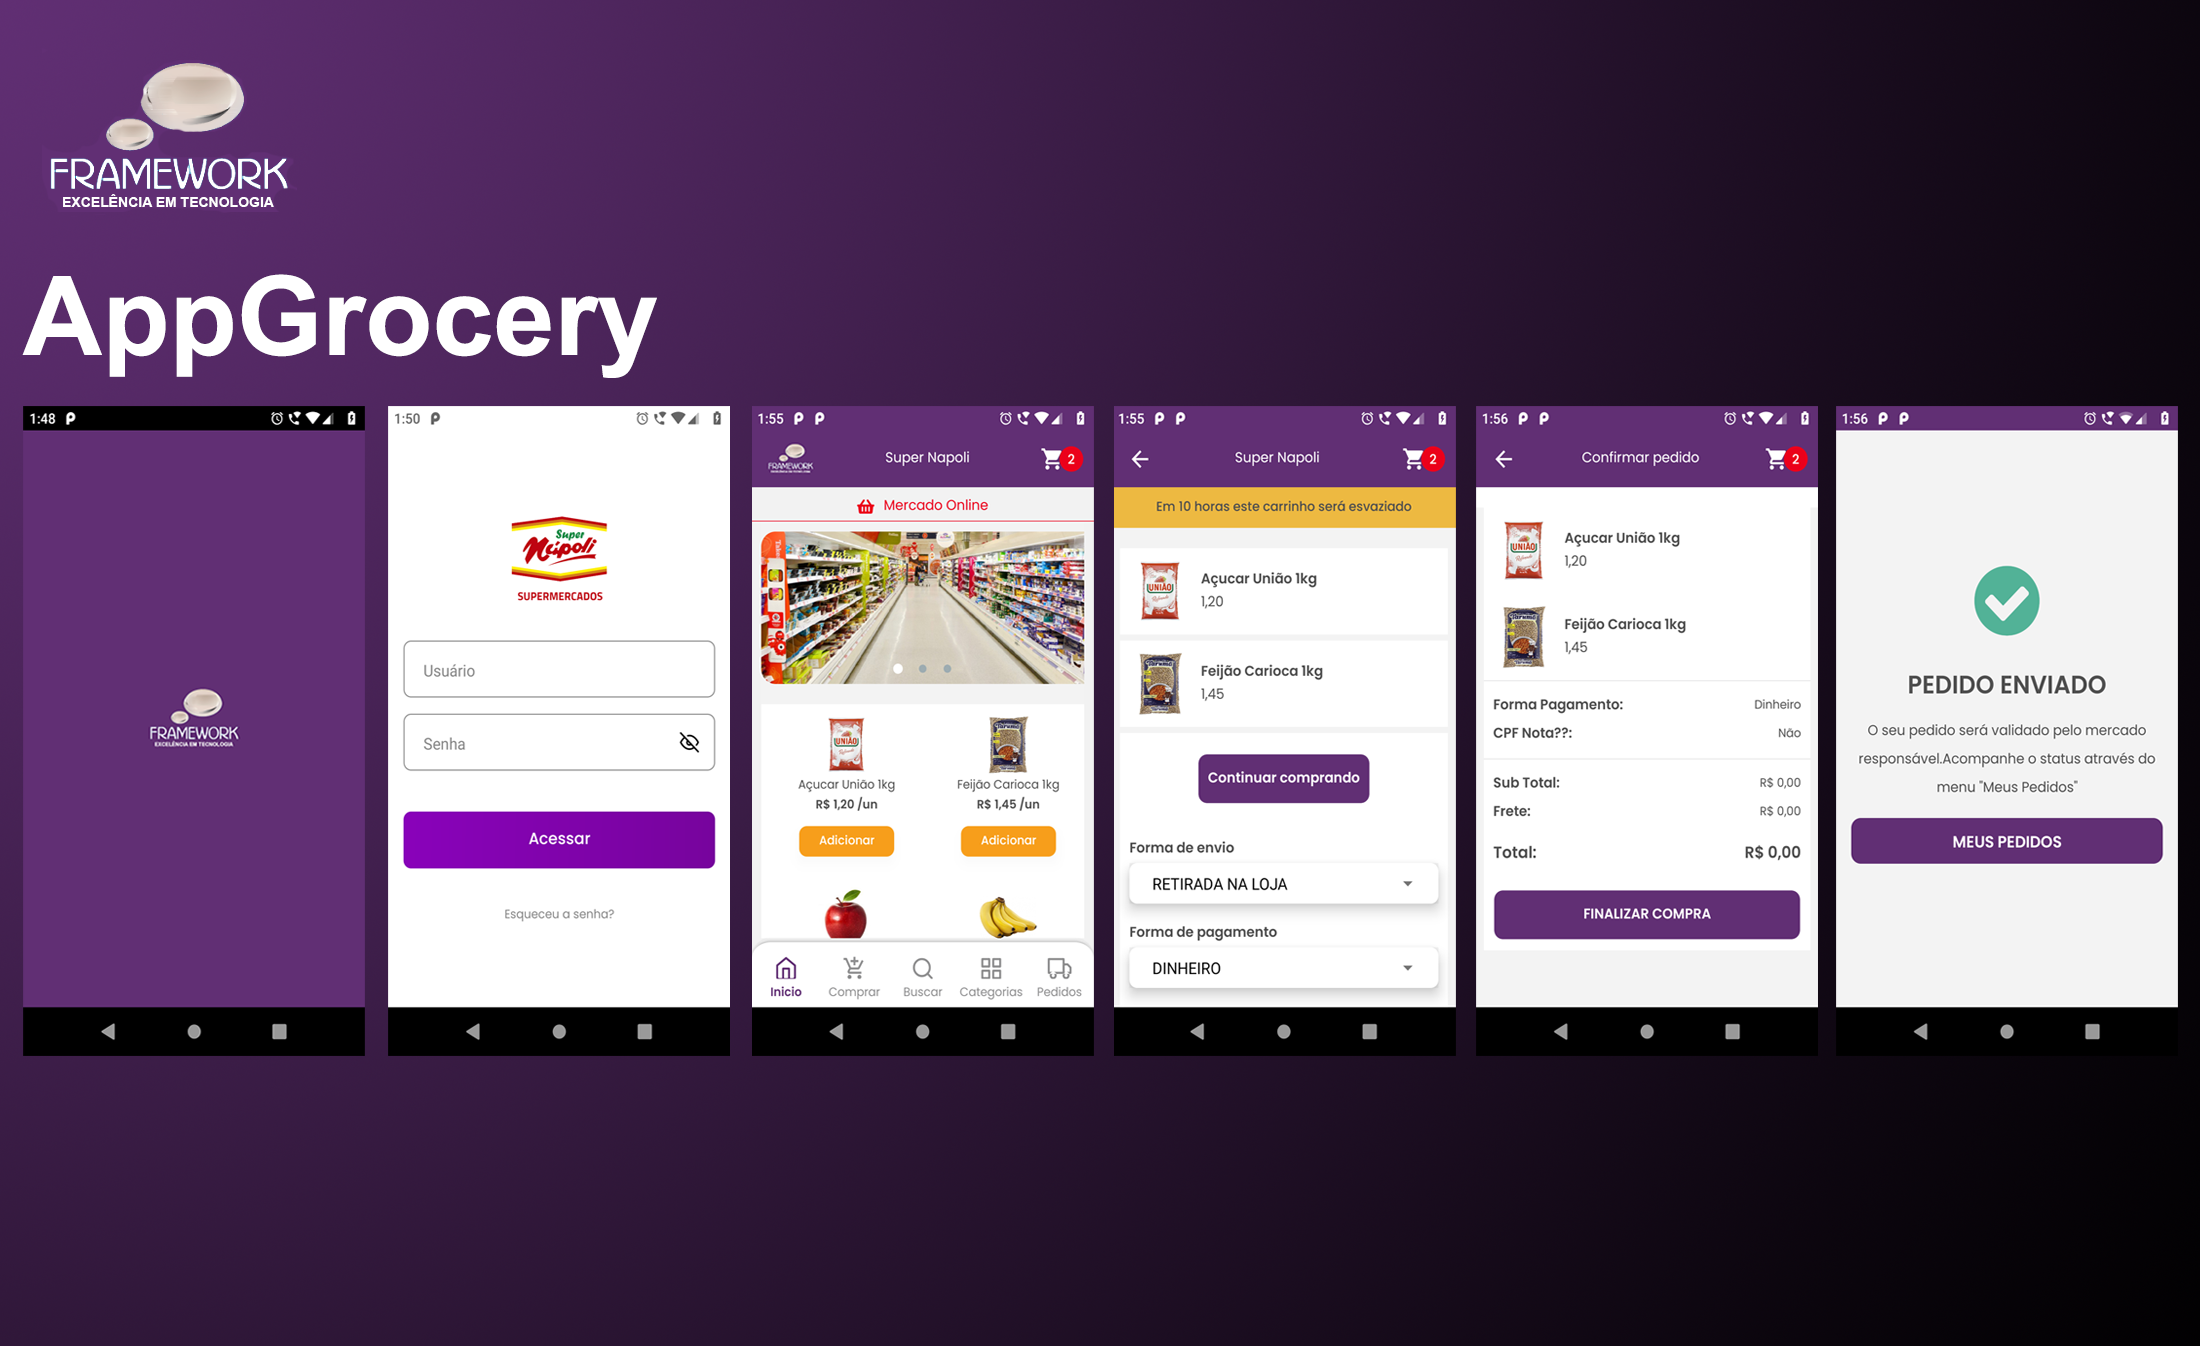 FRAMEWORK
EXCELÊNCIA EM TECNOLOGIA
AppGrocery
1:48
FRAMEWORK
EXCELÊNCIA EM TECNOLOGIA
1:50
Super
Nápoli
SUPERMERCADOS
Usuário
Senha
Acessar
Esqueceu a senha?
1:55
FRAMEWORK
Super Napoli
2
Mercado Online
UNIÃO
Açucar União 1kg
R$ 1,20 /un
Adicionar
Feijão Carioca 1kg
R$ 1,45 /un
Adicionar
Inicio
Comprar
Buscar
Categorias
Pedidos
1:55
Super Napoli
2
Em 10 horas este carrinho será esvaziado
UNIÃO
Açucar União 1kg
1,20
Feijão Carioca 1kg
1,45
Continuar comprando
Forma de envio
RETIRADA NA LOJA
Forma de pagamento
DINHEIRO
1:56
Confirmar pedido
2
UNIÃO
Açucar União 1kg
1,20
Feijão Carioca 1kg
1,45
Forma Pagamento: Dinheiro
CPF Nota??: Não
Sub Total: R$ 0,00
Frete: R$ 0,00
Total: R$ 0,00
FINALIZAR COMPRA
1:56
PEDIDO ENVIADO
O seu pedido será validado pelo mercado
responsável.Acompanhe o status através do
menu "Meus Pedidos"
MEUS PEDIDOS